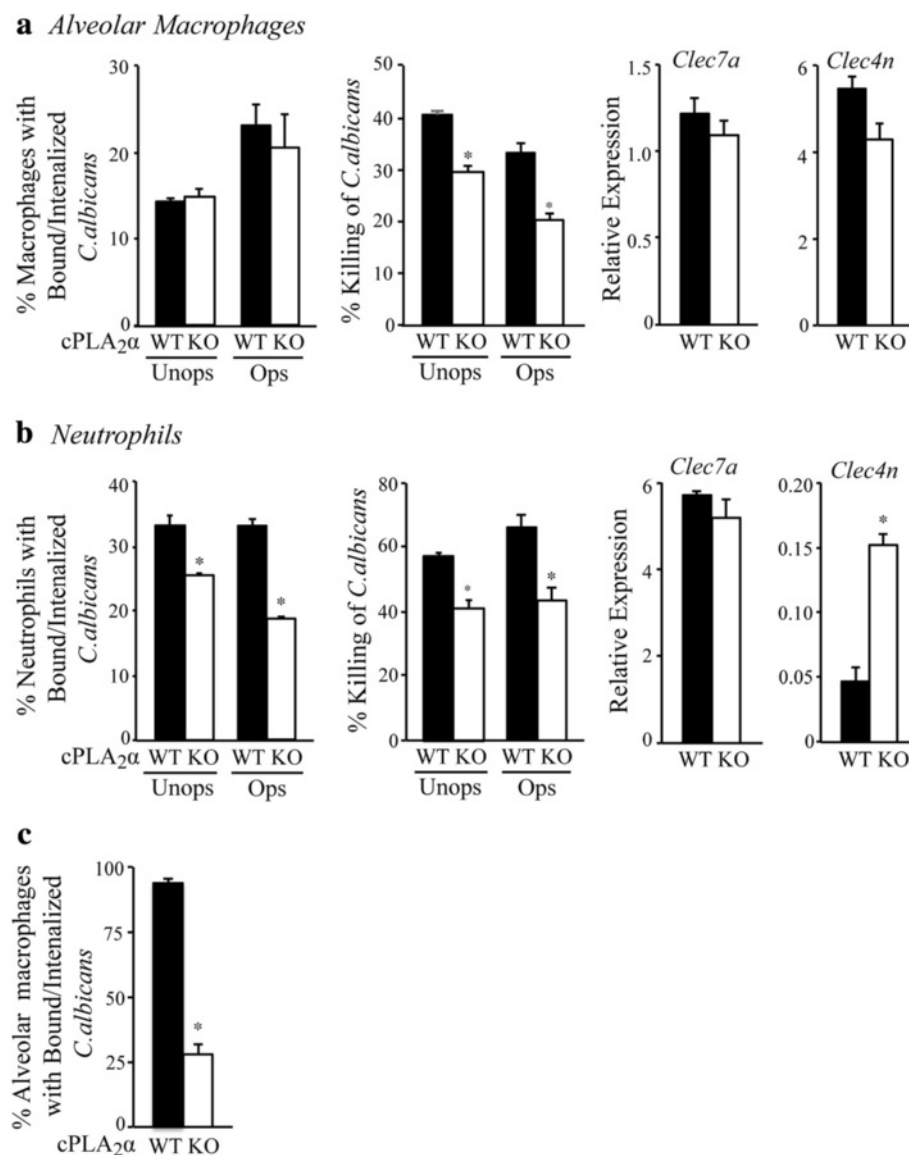 a Alveolar Macrophages
% Macrophages with
Bound/Intenalized
C.albicans
30
20
10
0
cPLA₂α WT KO WT KO
Unops Ops
% Killing of C.albicans
50
40
30
20
10
0
*
*
WT KO WT KO
Unops Ops
Relative Expression
Clec7a
1.5
1.0
0.5
0
WT KO
Clec4n
6
4
2
0
WT KO
b Neutrophils
% Neutrophils with
Bound/Intenalized
C.albicans
40
30
20
10
0
*
*
cPLA₂α WT KO WT KO
Unops Ops
% Killing of C.albicans
80
60
40
20
0
*
*
WT KO WT KO
Unops Ops
Relative Expression
Clec7a
6
4
2
0
WT KO
Clec4n
0.20
0.15
0.10
0.05
0
*
WT KO
c
% Alveolar macrophages
with Bound/Intenalized
C.albicans
100
75
50
25
0
*
cPLA₂α WT KO